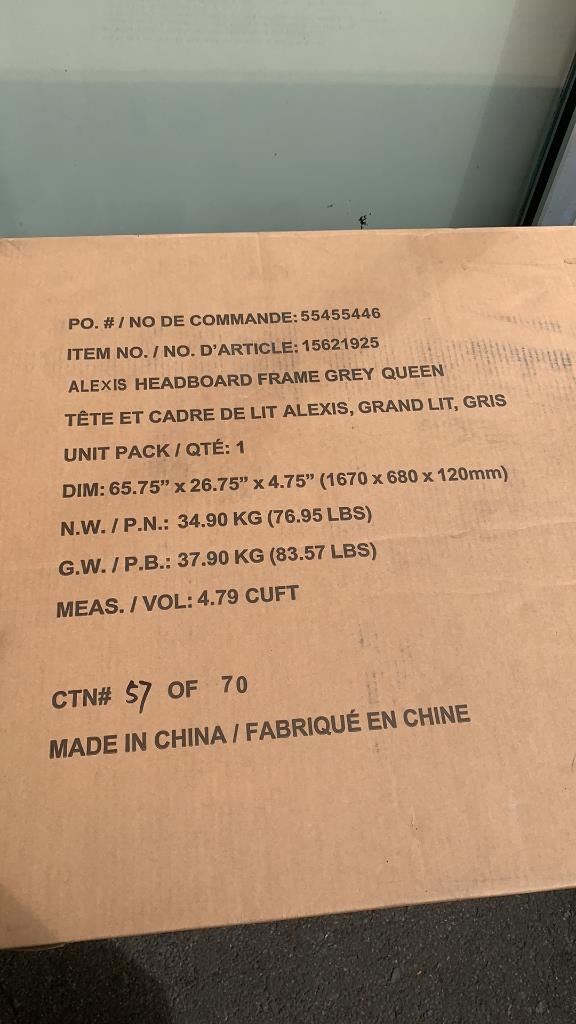 PO. # / NO DE COMMANDE: 55455446
ITEM NO. / NO. D'ARTICLE: 15621925
ALEXIS HEADBOARD FRAME GREY QUEEN
TÊTE ET CADRE DE LIT ALEXIS, GRAND LIT, GRIS
UNIT PACK / QTÉ: 1
DIM: 65.75” x 26.75” x 4.75” (1670 x 680 x 120mm)
N.W. / P.N.: 34.90 KG (76.95 LBS)
G.W. / P.B.: 37.90 KG (83.57 LBS)
MEAS. / VOL: 4.79 CUFT
CTN# 57 OF 70
MADE IN CHINA / FABRIQUÉ EN CHINE